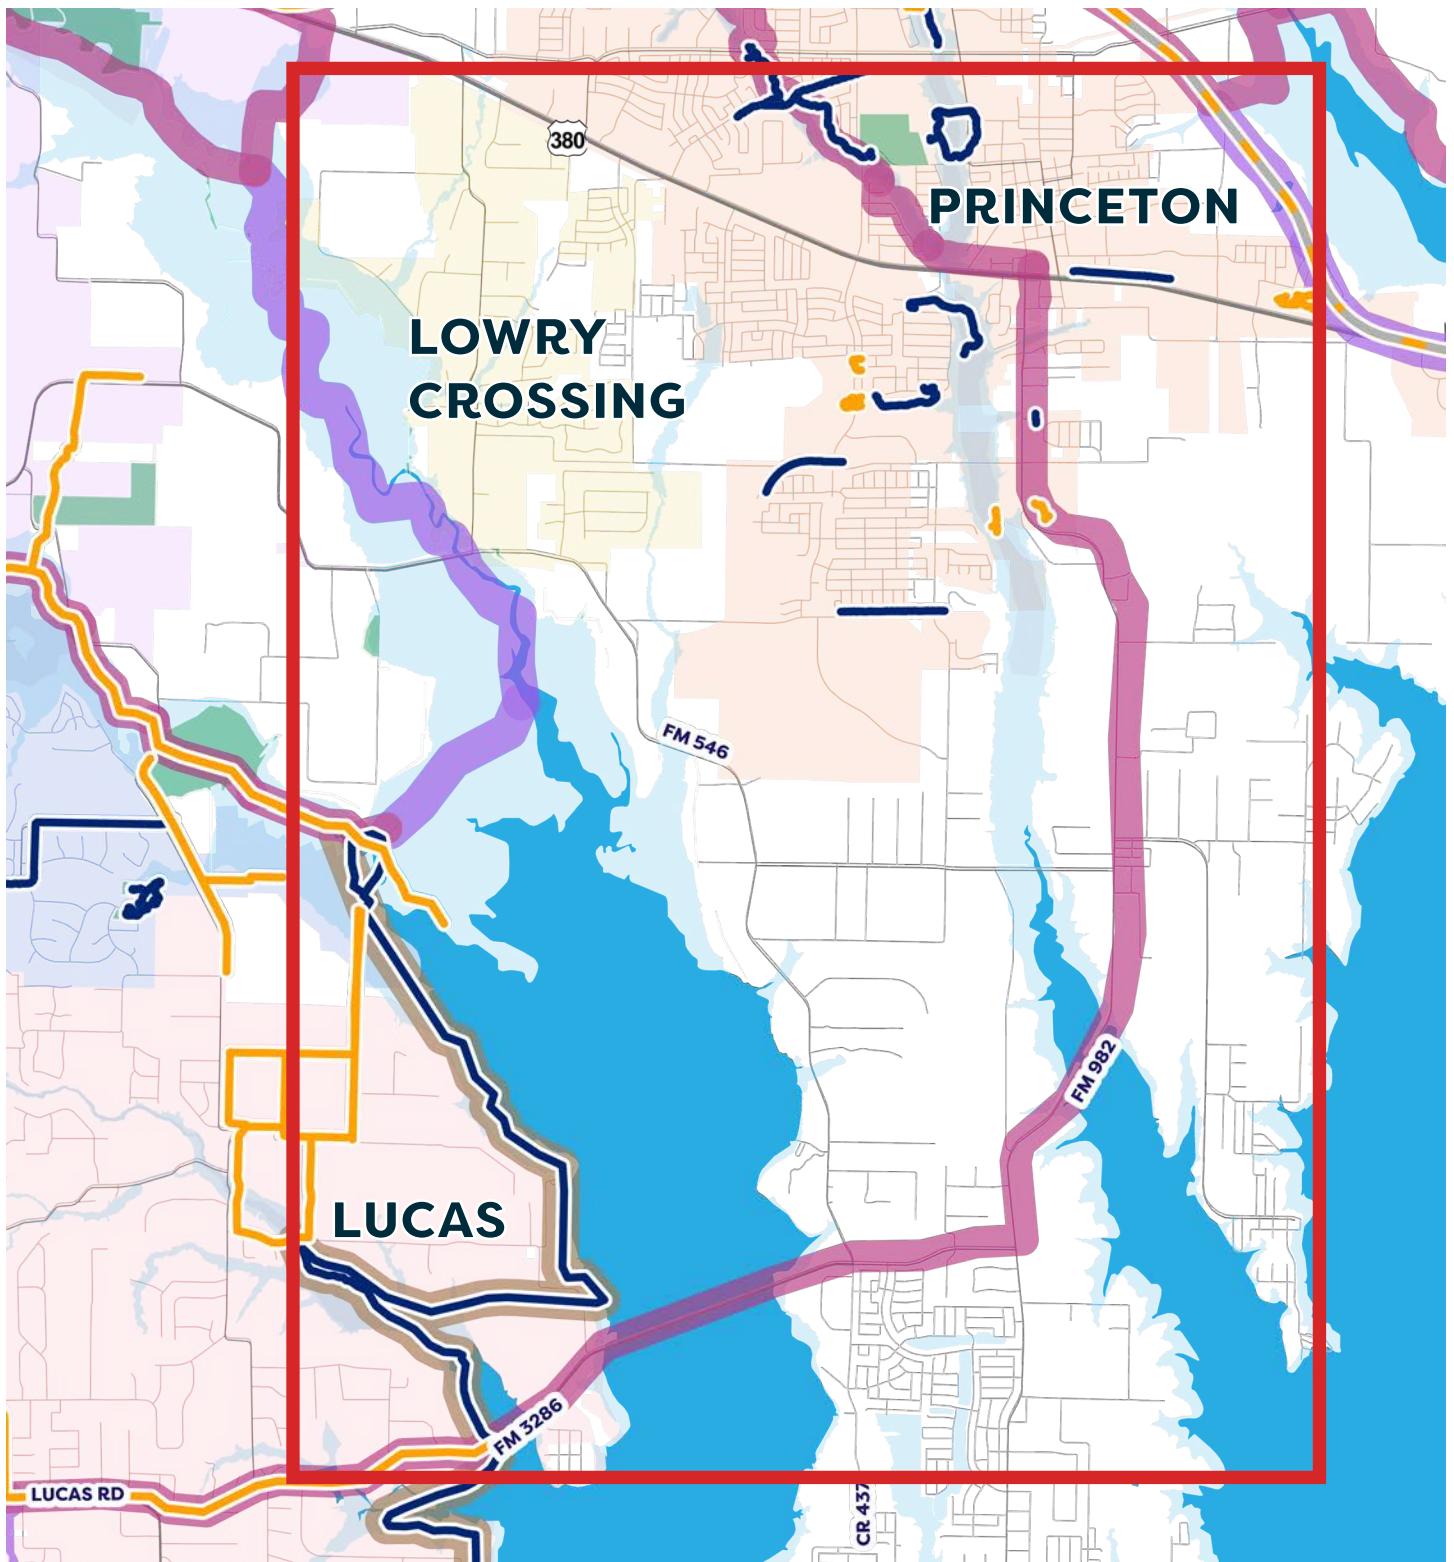 380
PRINCETON
LOWRY
CROSSING
FM 546
FM 982
LUCAS
FM 3286
LUCAS RD
CR 437